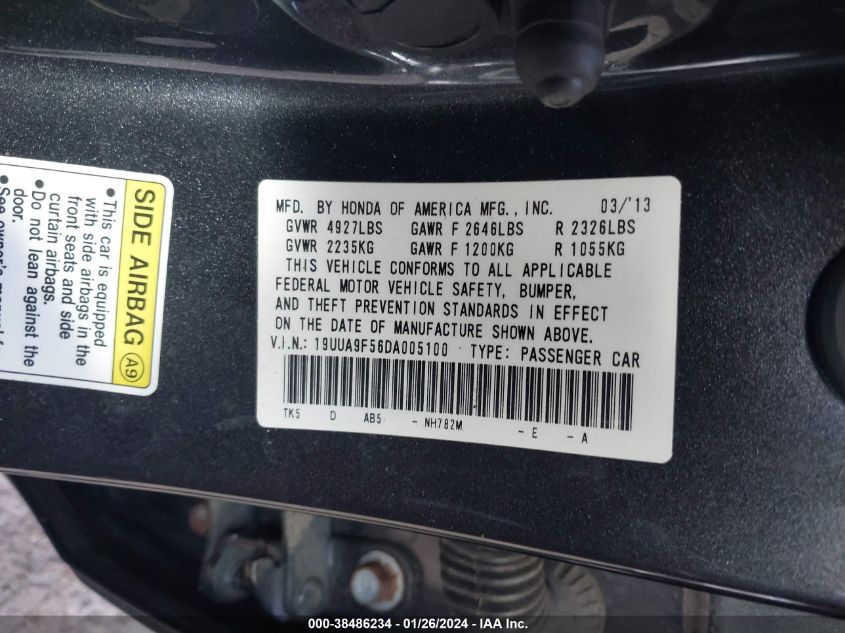 MFD. BY HONDA OF AMERICA MFG., INC. 03/'13
GVWR 4927LBS GAWR F 2646LBS R 2326LBS
GVWR 2235KG GAWR F 1200KG R 1055KG
THIS VEHICLE CONFORMS TO ALL APPLICABLE
FEDERAL MOTOR VEHICLE SAFETY, BUMPER,
AND THEFT PREVENTION STANDARDS IN EFFECT
ON THE DATE OF MANUFACTURE SHOWN ABOVE.
V.I.N.: 19UUA9F56DA005100 TYPE: PASSENGER CAR
TK5 D AB5 - NH782M - E - A
SIDE AIRBAG A9
• This car is equipped
with side airbags in the
front seats and side
curtain airbags.
• Do not lean against the
door.
• See owner's manual
000-38486234 — 01/26/2024 — IAA Inc.